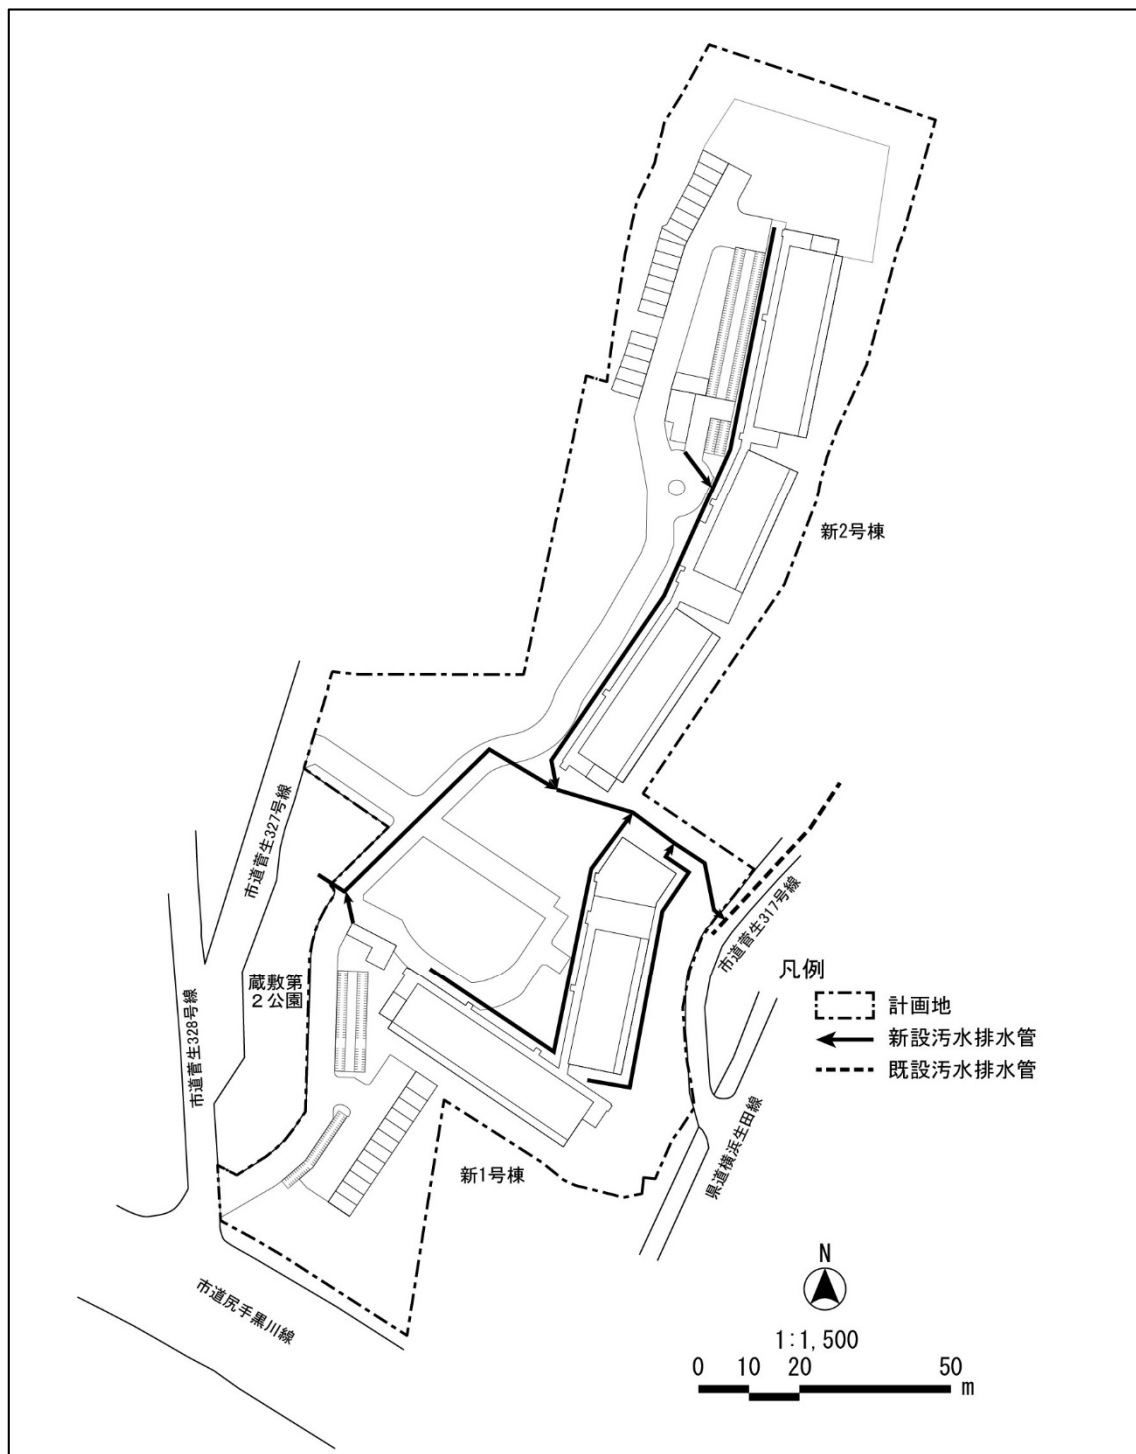 新2号棟
市道菅生327号線
市道菅生317号線
凡例
蔵敷第
2公園
計画地
新設汚水排水管
市道菅生328号線
既設汚水排水管
新1号棟
県道横浜生田線
市道尻手黒川線
N
1:1,500
0 10 20 50
m